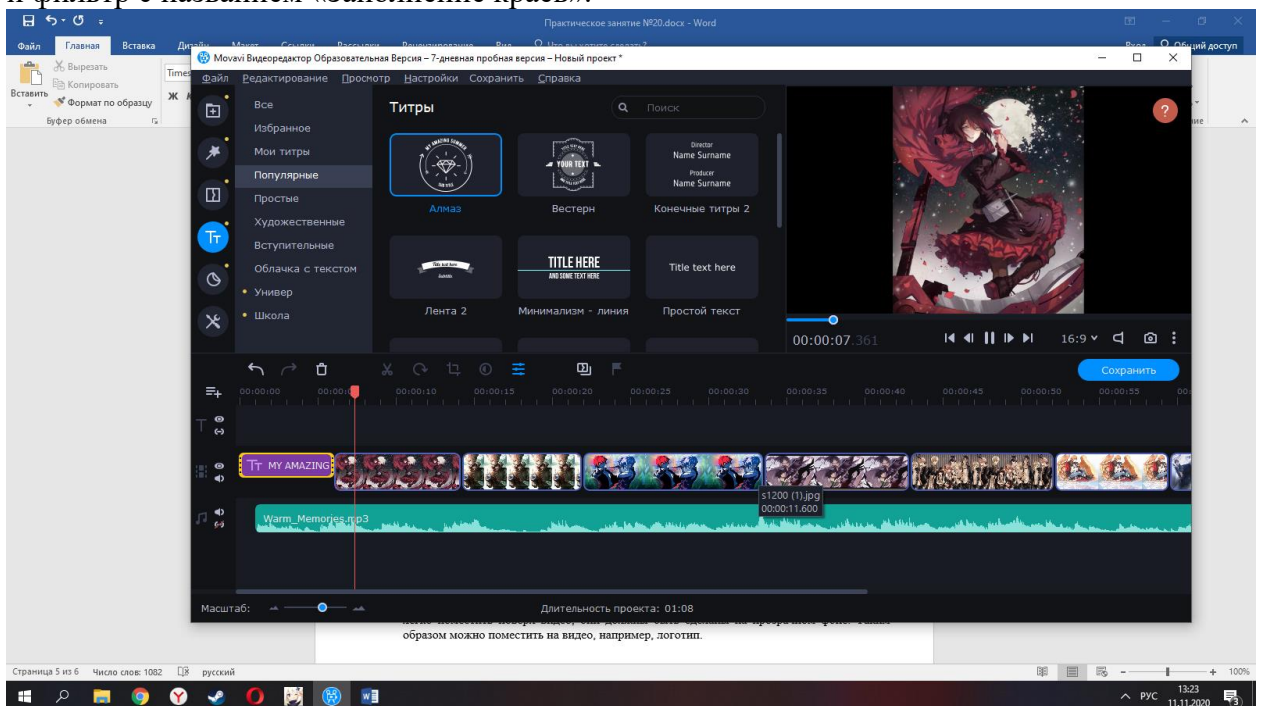 и фильтр с названием «Заполнение краев».
Практическое занятие №20.docx - Word
Файл Главная Вставка
Общий доступ
Вырезать
Копировать
Формат по образцу
Вставить
Буфер обмена
Times
Ж
Movavi Видеоредактор Образовательная Версия – 7-дневная пробная версия – Новый проект *
Файл Редактирование Просмотр Настройки Сохранить Справка
Все
Избранное
Мои титры
Популярные
Простые
Художественные
Вступительные
Облачка с текстом
Универ
Школа
Титры
Поиск
YOUR TEXT
Director
Name Surname
Producer
Name Surname
Алмаз Вестерн Конечные титры 2
TITLE HERE
AND SOME TEXT HERE
Title text here
Лента 2 Минимализм - линия Простой текст
?
00:00:07.361
16:9
Сохранить
00:00:00 00:00:10 00:00:15 00:00:20 00:00:25 00:00:30 00:00:35 00:00:40 00:00:45 00:00:50 00:00:55
MY AMAZING
s1200 (1).jpg
00:00:11.600
Warm_Memories.mp3
Масштаб:
Длительность проекта: 01:08
образом можно поместить на видео, например, логотип.
Страница 5 из 6 Число слов: 1082 русский
100%
РУС
13:23
11.11.2020